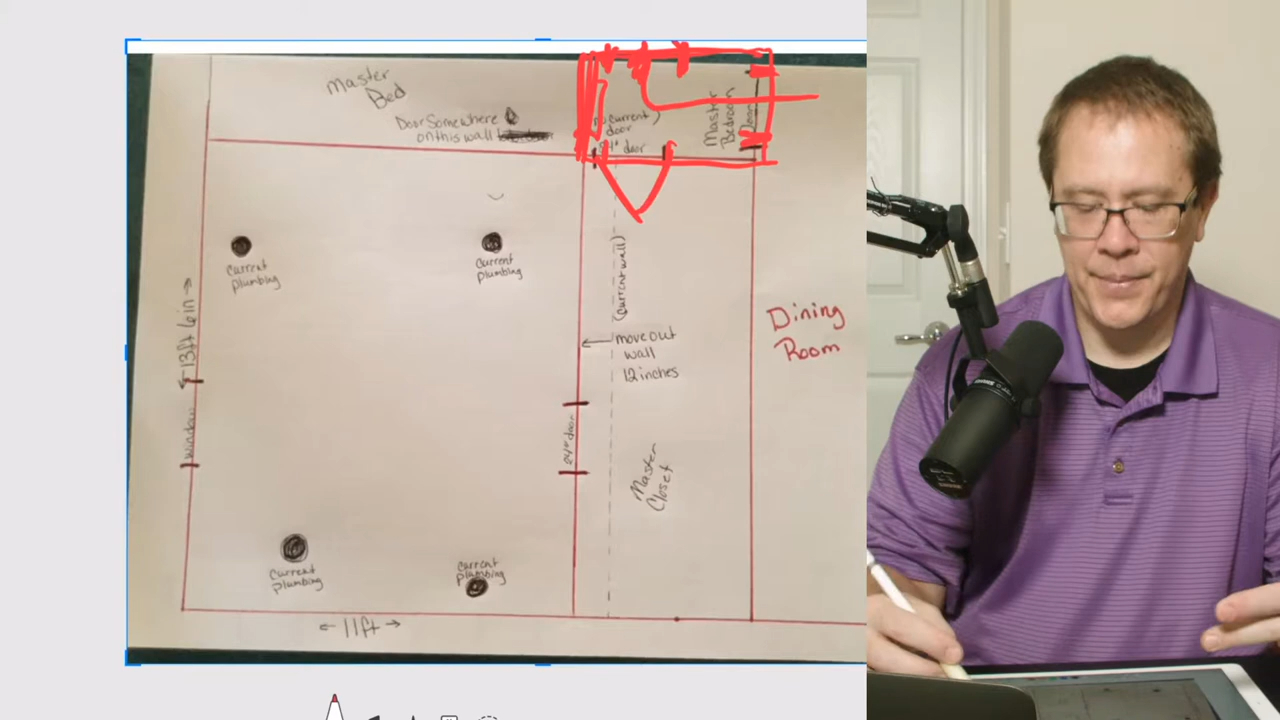 Master
Bed
Door Somewhere
on this wall
current
door
door
Master
Bedroom
Door
current
plumbing
current
plumbing
(current wall)
13ft 6in
move out
wall
12 inches
Dining
Room
window
24" door
Master
Closet
current
plumbing
current
plumbing
11ft